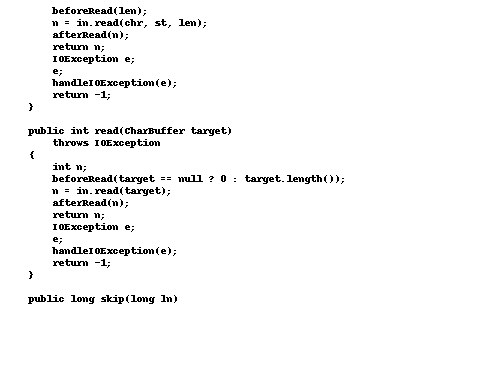 beforeRead(len);
n = in.read(chr, st, len);
afterRead(n);
return n;
IOException e;
e;
handleIOException(e);
return -1;
}
public int read(CharBuffer target)
throws IOException
{
int n;
beforeRead(target == null ? 0 : target.length());
n = in.read(target);
afterRead(n);
return n;
IOException e;
e;
handleIOException(e);
return -1;
}
public long skip(long ln)